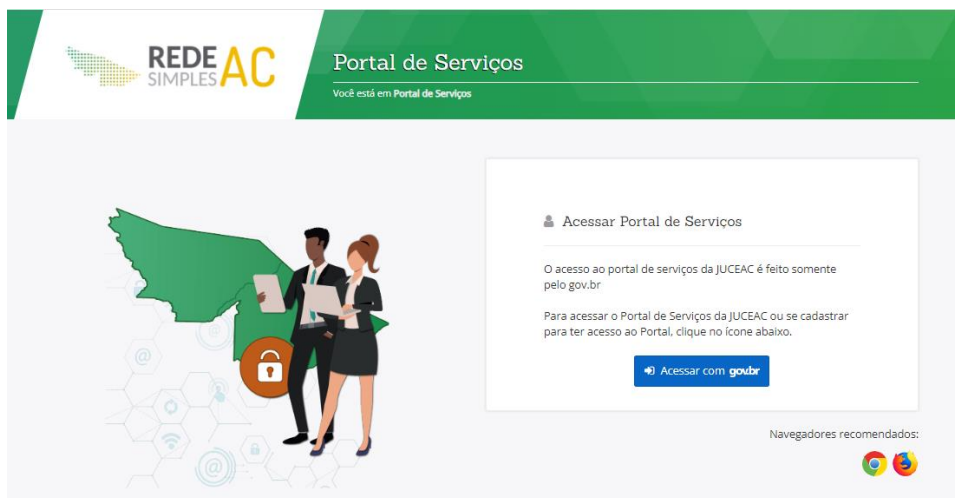 REDE
SIMPLES AC
Portal de Serviços
Você está em Portal de Serviços
Acessar Portal de Serviços
O acesso ao portal de serviços da JUCEAC é feito somente
pelo gov.br
Para acessar o Portal de Serviços da JUCEAC ou se cadastrar
para ter acesso ao Portal, clique no ícone abaixo.
Acessar com gov.br
Navegadores recomendados: